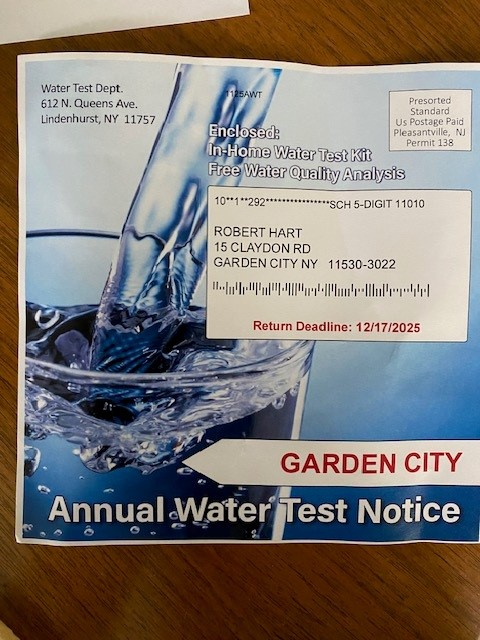 Water Test Dept.
612 N. Queens Ave.
Lindenhurst, NY 11757
1125AWT
Presorted
Standard
Us Postage Paid
Pleasantville, NJ
Permit 138
Enclosed:
In-Home Water Test Kit
Free Water Quality Analysis
10**1**292****************SCH 5-DIGIT 11010
ROBERT HART
15 CLAYDON RD
GARDEN CITY NY 11530-3022
Return Deadline: 12/17/2025
GARDEN CITY
Annual Water Test Notice